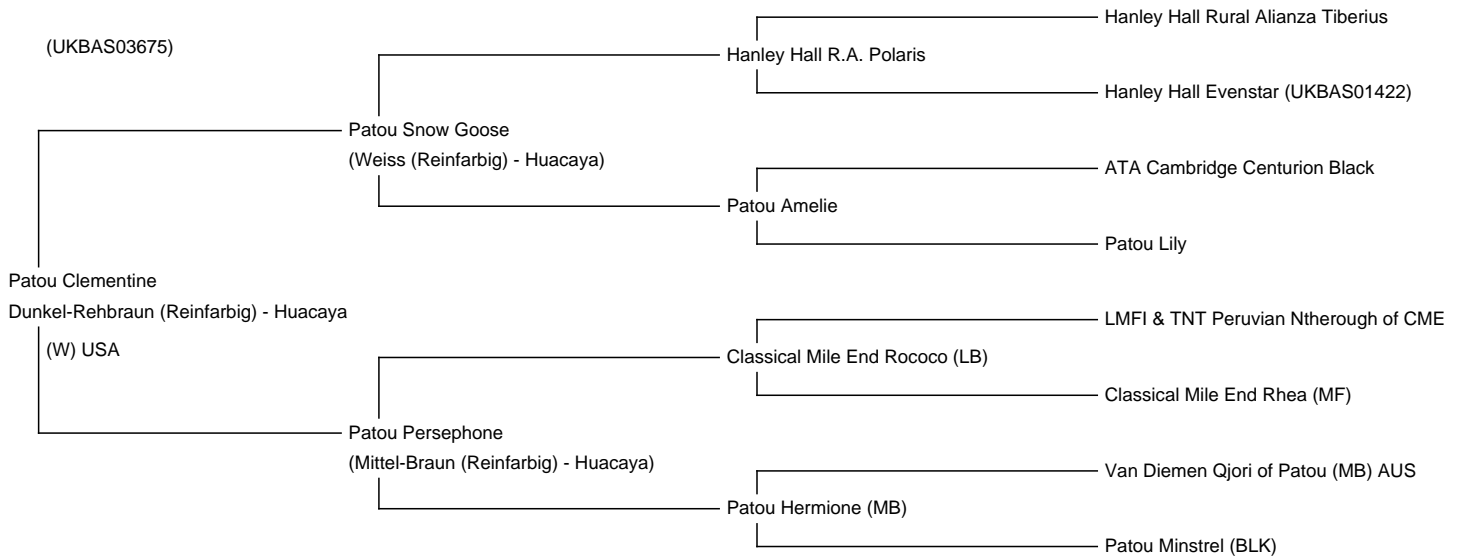 Hanley Hall Rural Alianza Tiberius
(UKBAS03675)
Hanley Hall R.A. Polaris
Hanley Hall Evenstar (UKBAS01422)
Patou Snow Goose
(Weiss (Reinfarbig) - Huacaya)
ATA Cambridge Centurion Black
Patou Amelie
Patou Lily
Patou Clementine
Dunkel-Rehbraun (Reinfarbig) - Huacaya
(W) USA
LMFI & TNT Peruvian Ntherough of CME
Classical Mile End Rococo (LB)
Classical Mile End Rhea (MF)
Patou Persephone
(Mittel-Braun (Reinfarbig) - Huacaya)
Van Diemen Qjori of Patou (MB) AUS
Patou Hermione (MB)
Patou Minstrel (BLK)